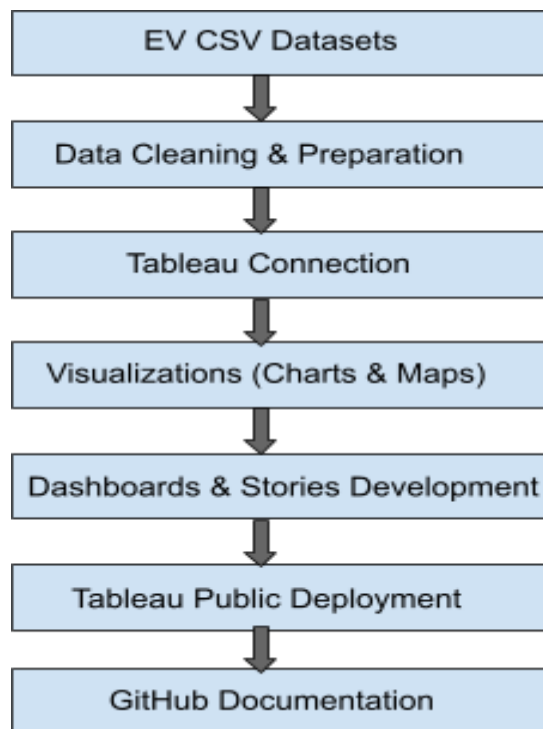 EV CSV Datasets
Data Cleaning & Preparation
Tableau Connection
Visualizations (Charts & Maps)
Dashboards & Stories Development
Tableau Public Deployment
GitHub Documentation